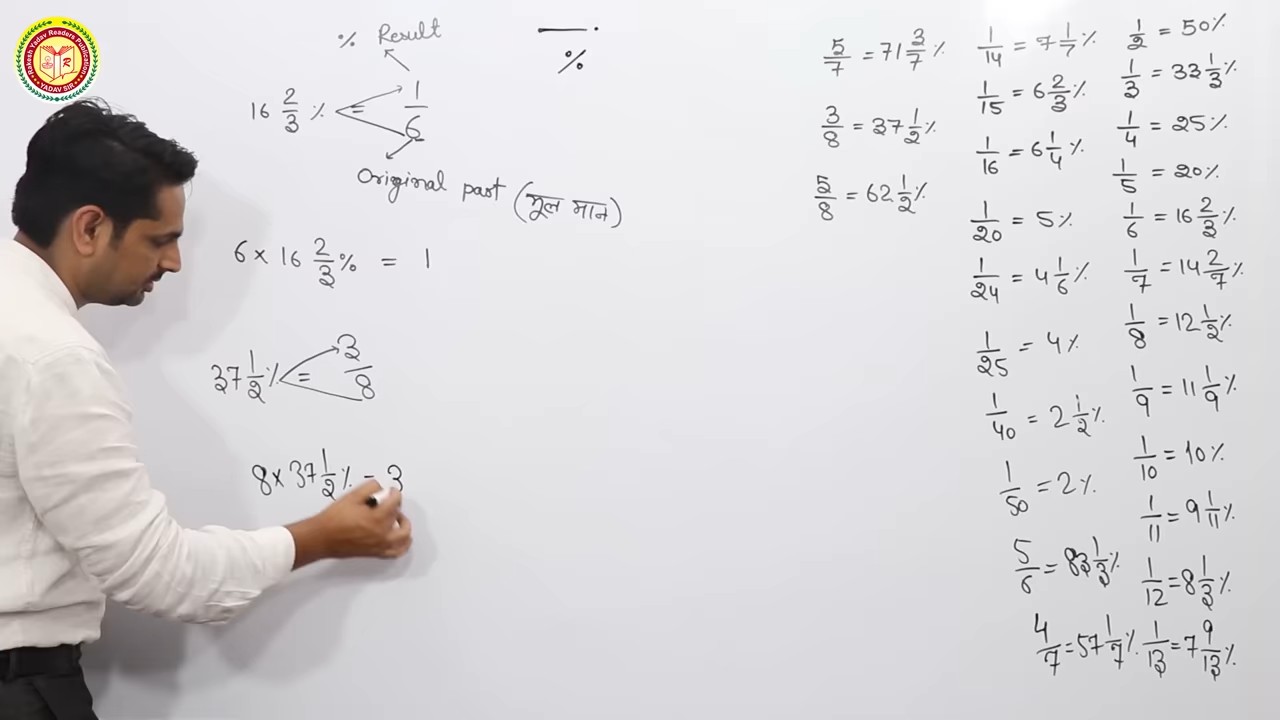 Rakesh Yadav Readers Publication
YADAV SIR
% Result
16 2/3 % = 1/6
Original part (मूल मान)
6 × 16 2/3 % = 1
37 1/2 % = 3/8
8 × 37 1/2 % = 3
%
5/7 = 71 3/7 %
3/8 = 37 1/2 %
5/8 = 62 1/2 %
1/14 = 7 1/7 %
1/15 = 6 2/3 %
1/16 = 6 1/4 %
1/20 = 5 %
1/24 = 4 1/6 %
1/25 = 4 %
1/40 = 2 1/2 %
1/50 = 2 %
5/6 = 83 1/3 %
4/7 = 57 1/7 %
1/2 = 50 %
1/3 = 33 1/3 %
1/4 = 25 %
1/5 = 20 %
1/6 = 16 2/3 %
1/7 = 14 2/7 %
1/8 = 12 1/2 %
1/9 = 11 1/9 %
1/10 = 10 %
1/11 = 9 1/11 %
1/12 = 8 1/3 %
1/13 = 7 9/13 %